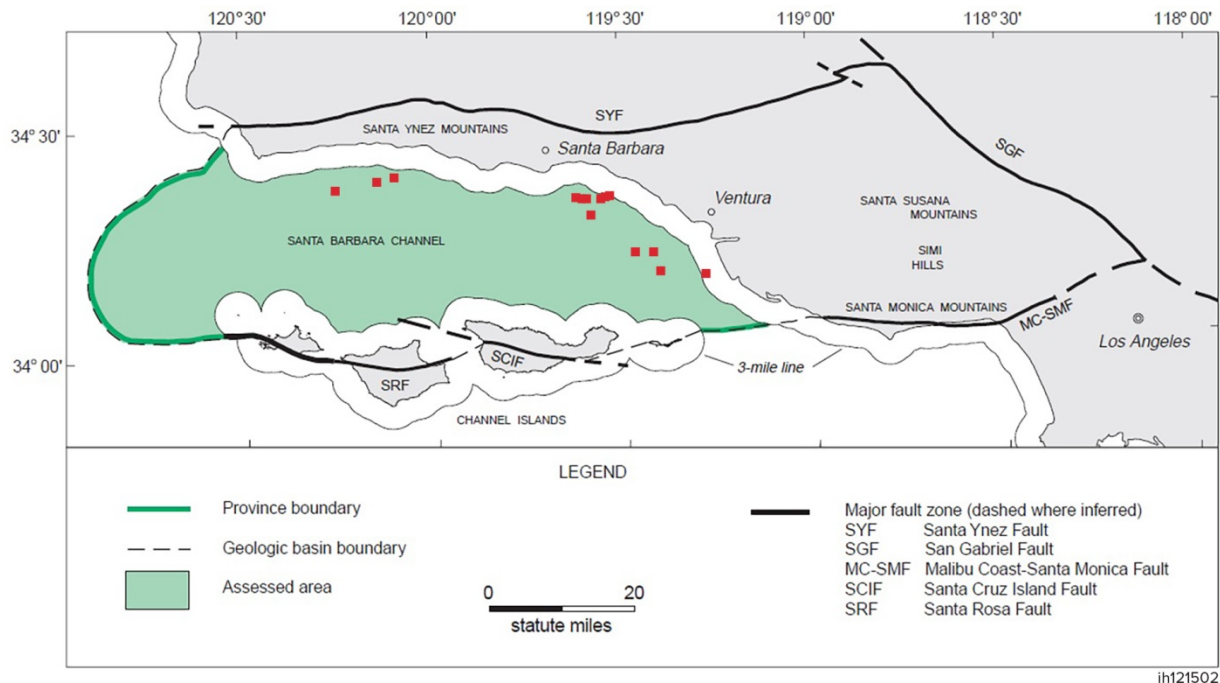 120°30' 120°00' 119°30' 119°00' 118°30' 118°00'
34° 30'
34° 00'
SYF
SANTA YNEZ MOUNTAINS
Santa Barbara
SGF
Ventura
SANTA SUSANA
MOUNTAINS
SANTA BARBARA CHANNEL
SIMI
HILLS
SANTA MONICA MOUNTAINS
MC-SMF
Los Angeles
SCIF
3-mile line
SRF
CHANNEL ISLANDS
LEGEND
Province boundary
Geologic basin boundary
Assessed area
0 20
statute miles
Major fault zone (dashed where inferred)
SYF Santa Ynez Fault
SGF San Gabriel Fault
MC-SMF Malibu Coast-Santa Monica Fault
SCIF Santa Cruz Island Fault
SRF Santa Rosa Fault
jh121502